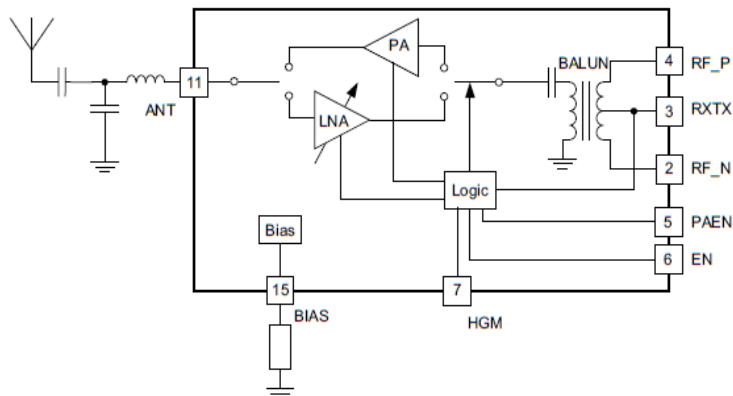 PA
BALUN
4 RF_P
11
ANT
LNA
3 RXTX
Logic
2 RF_N
5 PAEN
Bias
6 EN
15
BIAS
7
HGM